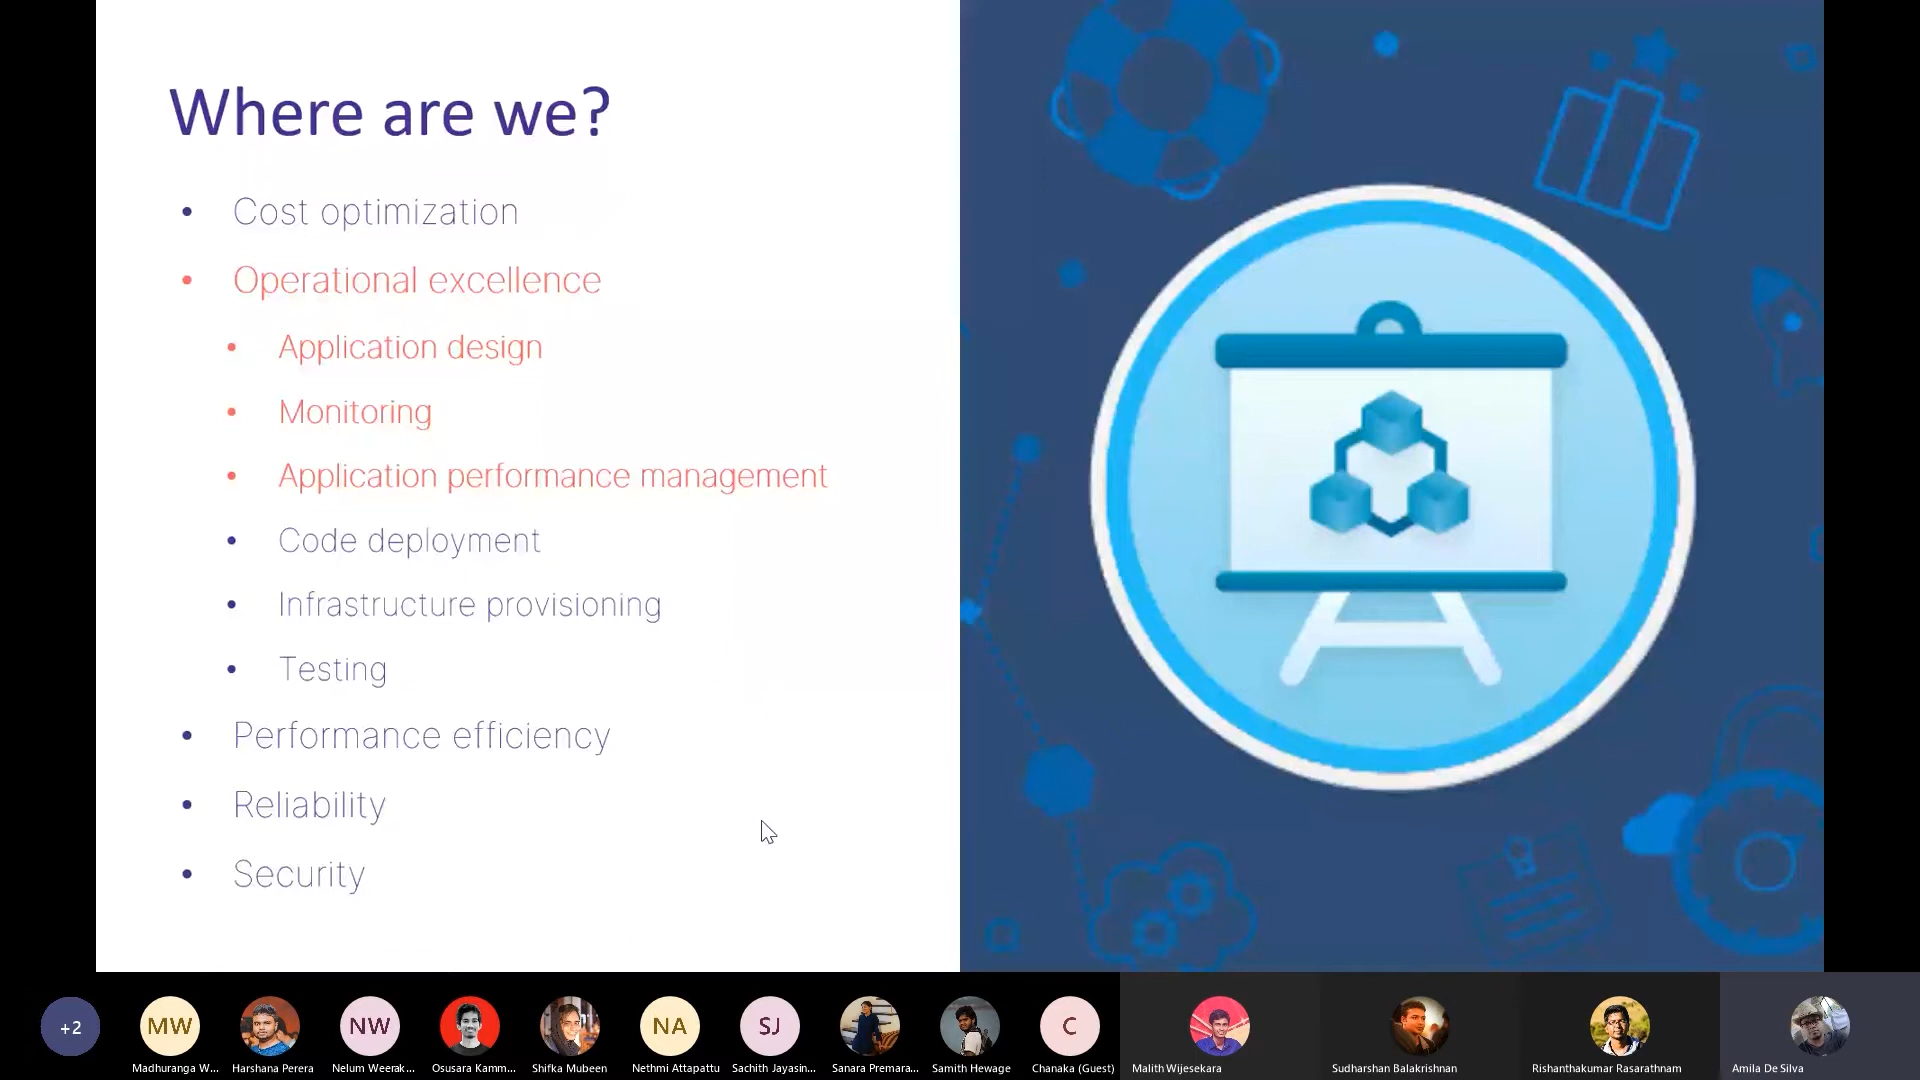 Where are we?
• Cost optimization
• Operational excellence
• Application design
• Monitoring
• Application performance management
• Code deployment
• Infrastructure provisioning
• Testing
• Performance efficiency
• Reliability
• Security
+2
MW
NW
NA
SJ
C
Madhuranga W...
Harshana Perera
Nelum Weerak...
Osusara Kamm...
Shifka Mubeen
Nethmi Attapattu
Sachith Jayasin...
Sanara Premara...
Samith Hewage
Chanaka (Guest)
Malith Wijesekara
Sudharshan Balakrishnan
Rishanthakumar Rasarathnam
Amila De Silva